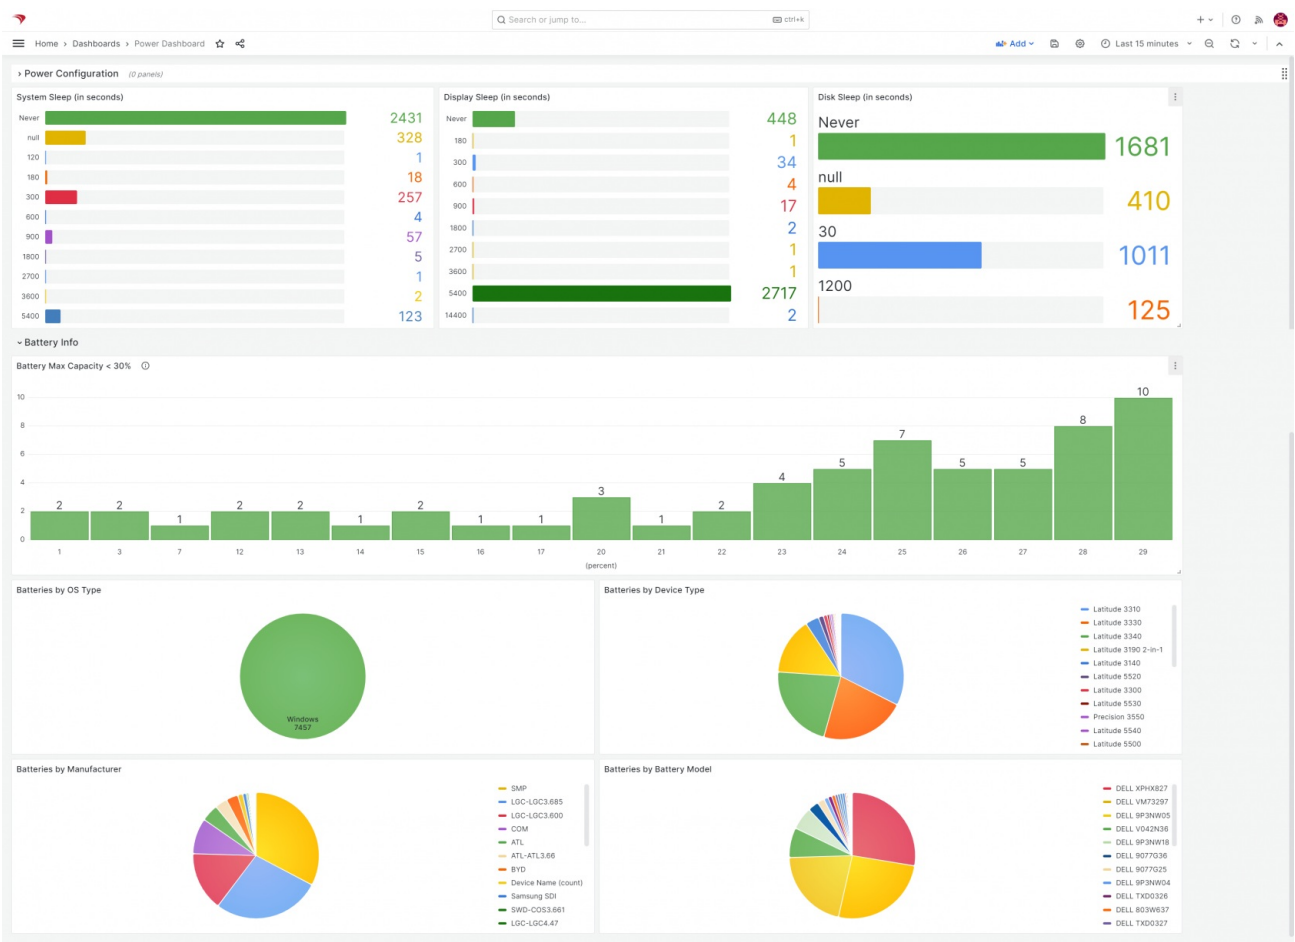 Search or jump to...
ctrl+k
Home › Dashboards › Power Dashboard
Add
Last 15 minutes
Power Configuration (0 panels)
System Sleep (in seconds)
Never 2431
null 328
120 1
180 18
300 257
600 4
900 57
1800 5
2700 1
3600 2
5400 123
Display Sleep (in seconds)
Never 448
180 1
300 34
600 4
900 17
1800 2
2700 1
3600 1
5400 2717
14400 2
Disk Sleep (in seconds)
Never
1681
null
410
30
1011
1200
125
Battery Info
Battery Max Capacity < 30%
10
8
6
4
2
0
2 2 1 2 2 1 2 1 1 3 1 2 4 5 7 5 5 8 10
1 3 7 12 13 14 15 16 17 20 21 22 23 24 25 26 27 28 29
(percent)
Batteries by OS Type
Windows
7457
Batteries by Device Type
Latitude 3310
Latitude 3330
Latitude 3340
Latitude 3190 2-in-1
Latitude 3140
Latitude 5520
Latitude 3300
Latitude 5530
Precision 3550
Latitude 5540
Latitude 5500
Batteries by Manufacturer
SMP
LGC-LGC3.685
LGC-LGC3.600
COM
ATL
ATL-ATL3.66
BYD
Device Name (count)
Samsung SDI
SWD-COS3.661
LGC-LGC4.47
Batteries by Battery Model
DELL XPHX827
DELL VM73297
DELL 9P3NW05
DELL V042N36
DELL 9P3NW18
DELL 9077G36
DELL 9077G25
DELL 9P3NW04
DELL TXD0326
DELL 803W637
DELL TXD0327